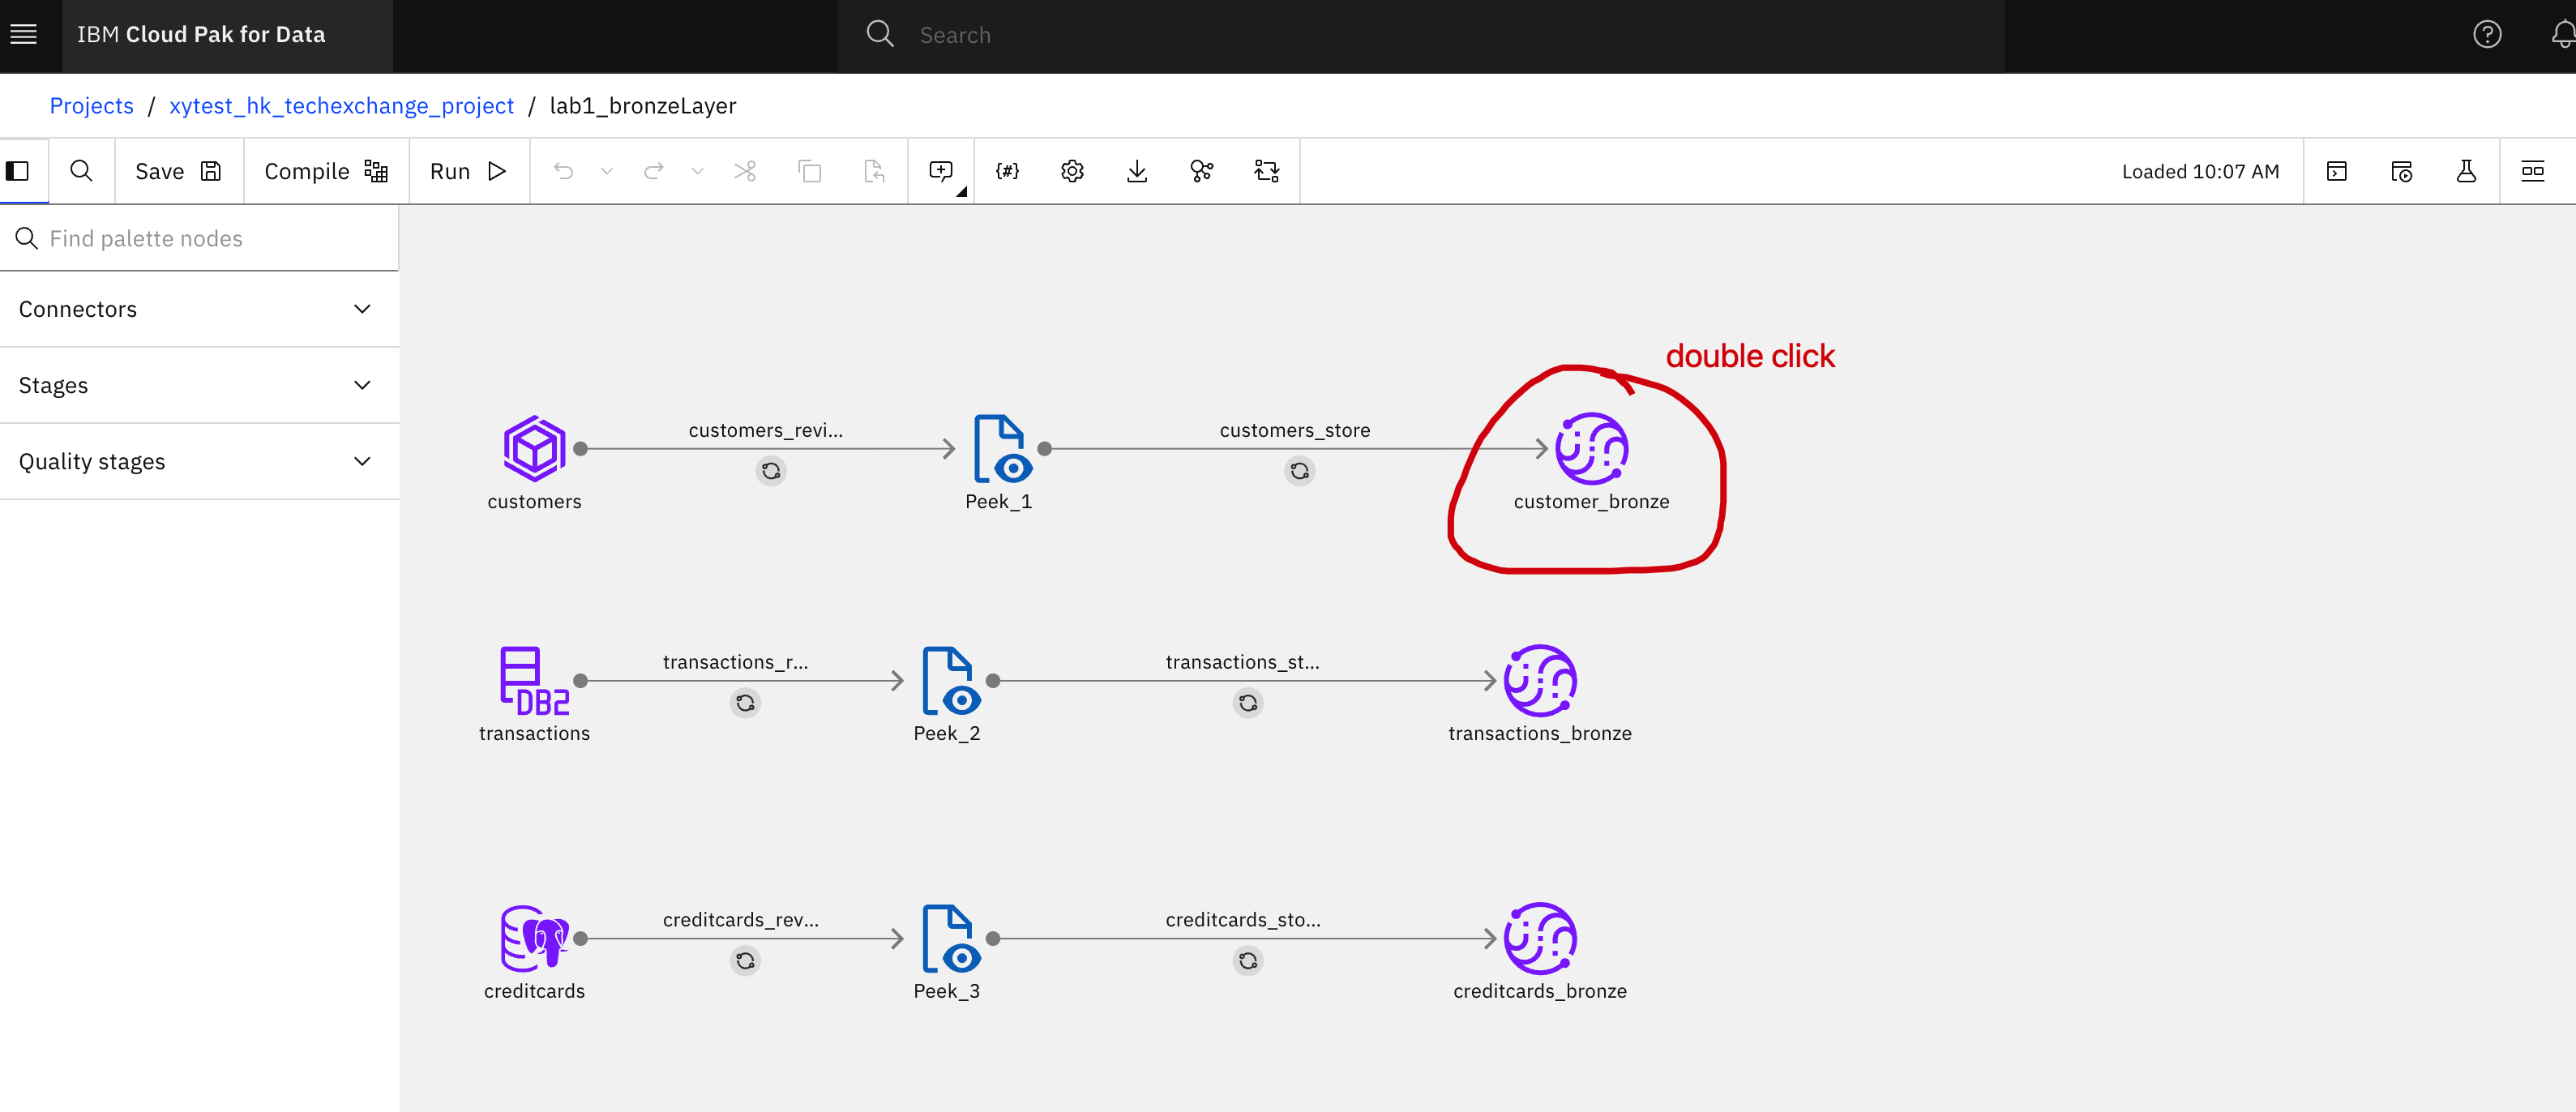 IBM Cloud Pak for Data
Search
Projects / xytest_hk_techexchange_project / lab1_bronzeLayer
Save
Compile
Run
{#}
Loaded 10:07 AM
Find palette nodes
Connectors
Stages
Quality stages
double click
customers_revi...
customers_store
customers
Peek_1
customer_bronze
transactions_r...
transactions_st...
DB2
transactions
Peek_2
transactions_bronze
creditcards_rev...
creditcards_sto...
creditcards
Peek_3
creditcards_bronze